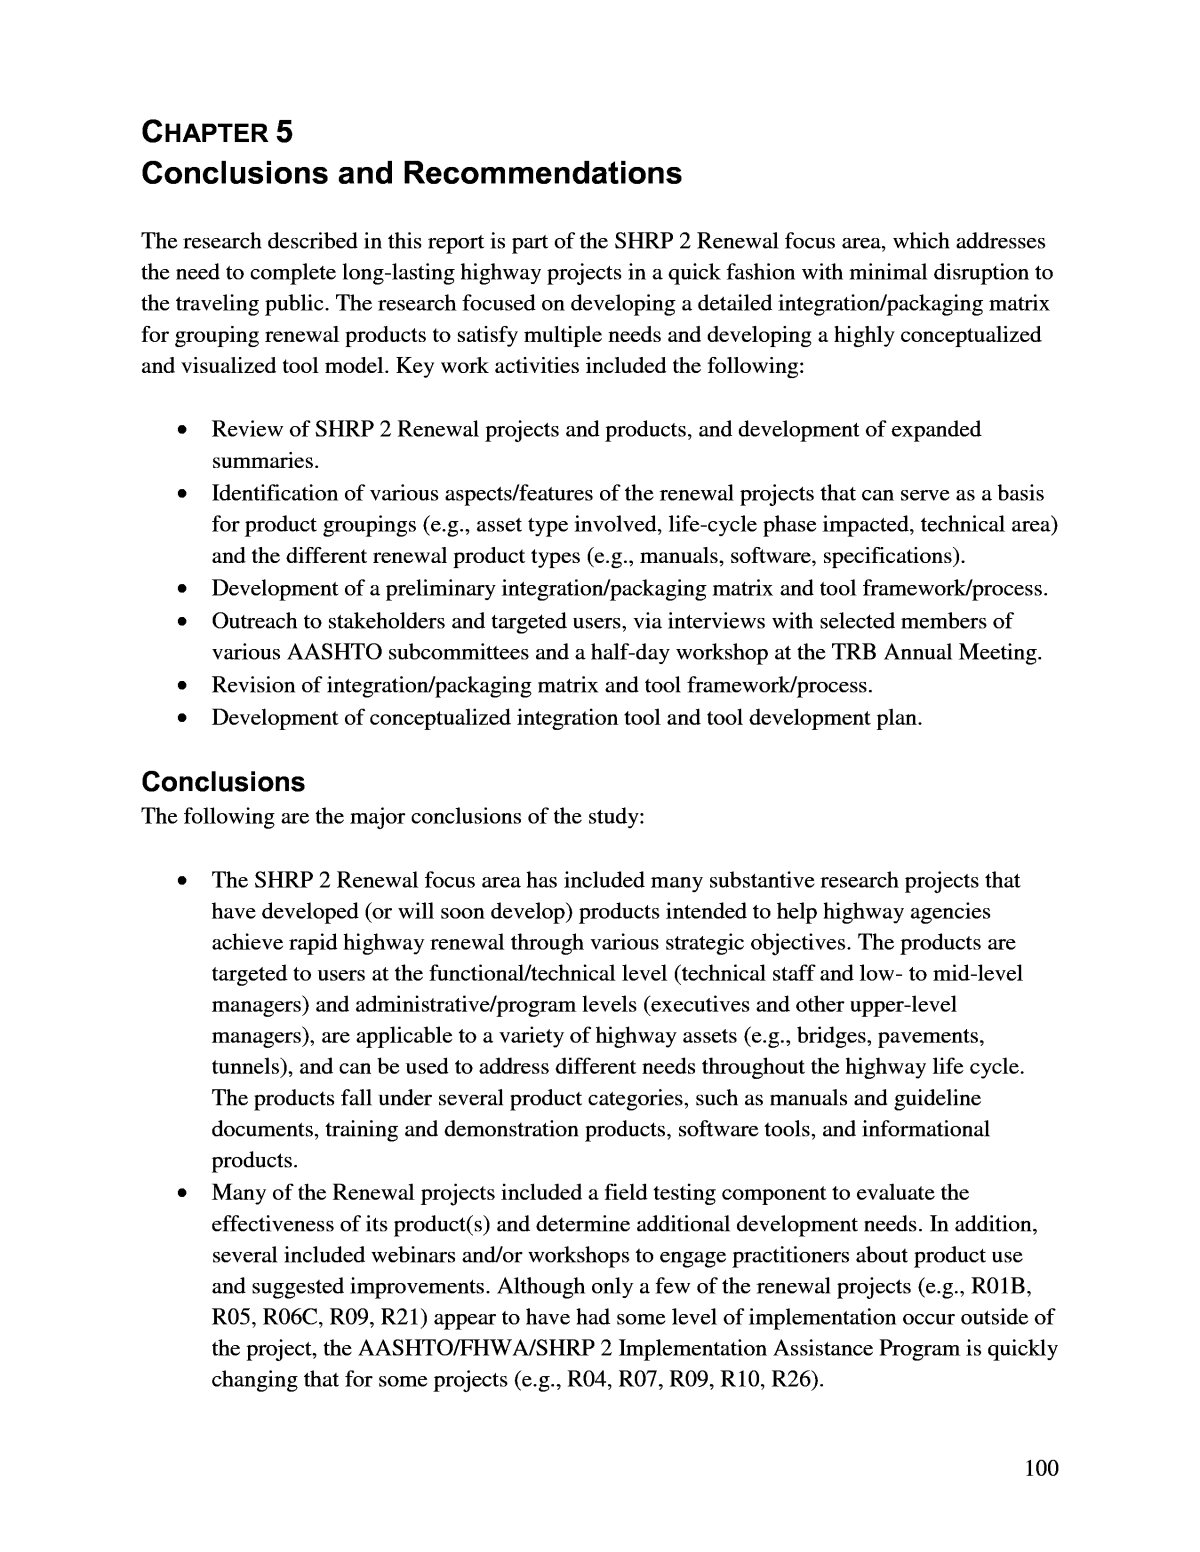 CHAPTER 5
Conclusions and Recommendations
The research described in this report is part of the SHRP 2 Renewal focus area, which addresses
the need to complete long-lasting highway projects in a quick fashion with minimal disruption to
the traveling public. The research focused on developing a detailed integration/packaging matrix
for grouping renewal products to satisfy multiple needs and developing a highly conceptualized
and visualized tool model. Key work activities included the following:
• Review of SHRP 2 Renewal projects and products, and development of expanded
summaries.
• Identification of various aspects/features of the renewal projects that can serve as a basis
for product groupings (e.g., asset type involved, life-cycle phase impacted, technical area)
and the different renewal product types (e.g., manuals, software, specifications).
• Development of a preliminary integration/packaging matrix and tool framework/process.
• Outreach to stakeholders and targeted users, via interviews with selected members of
various AASHTO subcommittees and a half-day workshop at the TRB Annual Meeting.
• Revision of integration/packaging matrix and tool framework/process.
• Development of conceptualized integration tool and tool development plan.
Conclusions
The following are the major conclusions of the study:
• The SHRP 2 Renewal focus area has included many substantive research projects that
have developed (or will soon develop) products intended to help highway agencies
achieve rapid highway renewal through various strategic objectives. The products are
targeted to users at the functional/technical level (technical staff and low- to mid-level
managers) and administrative/program levels (executives and other upper-level
managers), are applicable to a variety of highway assets (e.g., bridges, pavements,
tunnels), and can be used to address different needs throughout the highway life cycle.
The products fall under several product categories, such as manuals and guideline
documents, training and demonstration products, software tools, and informational
products.
• Many of the Renewal projects included a field testing component to evaluate the
effectiveness of its product(s) and determine additional development needs. In addition,
several included webinars and/or workshops to engage practitioners about product use
and suggested improvements. Although only a few of the renewal projects (e.g., R01B,
R05, R06C, R09, R21) appear to have had some level of implementation occur outside of
the project, the AASHTO/FHWA/SHRP 2 Implementation Assistance Program is quickly
changing that for some projects (e.g., R04, R07, R09, R10, R26).
100